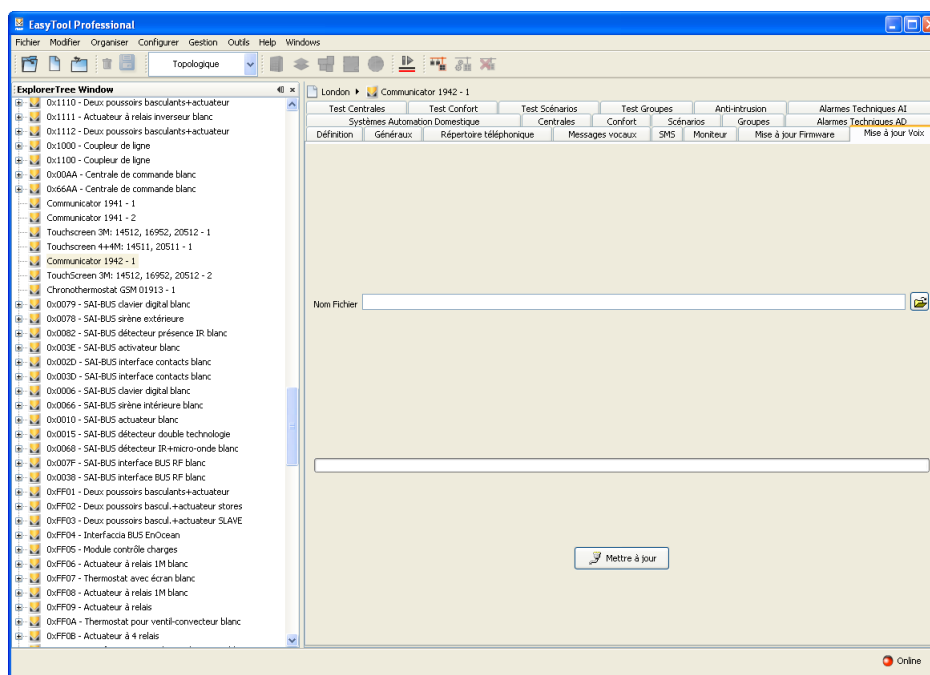 EasyTool Professional
Fichier Modifier Organiser Configurer Gestion Outils Help Windows
Topologique
ExplorerTree Window
0x1110 - Deux poussoirs basculants+actuateur
0x1111 - Actuateur à relais inverseur blanc
0x1112 - Deux poussoirs basculants+actuateur
0x1000 - Coupleur de ligne
0x1100 - Coupleur de ligne
0x00AA - Centrale de commande blanc
0x66AA - Centrale de commande blanc
Communicator 1941 - 1
Communicator 1941 - 2
Touchscreen 3M: 14512, 16952, 20512 - 1
Touchscreen 4+4M: 14511, 20511 - 1
Communicator 1942 - 1
TouchScreen 3M: 14512, 16952, 20512 - 2
Chronothermostat GSM 01913 - 1
0x0079 - SAI-BUS clavier digital blanc
0x0078 - SAI-BUS sirène extérieure
0x0082 - SAI-BUS détecteur présence IR blanc
0x003E - SAI-BUS activateur blanc
0x002D - SAI-BUS interface contacts blanc
0x003D - SAI-BUS interface contacts blanc
0x0006 - SAI-BUS clavier digital blanc
0x0066 - SAI-BUS sirène intérieure blanc
0x0010 - SAI-BUS actuateur blanc
0x0015 - SAI-BUS détecteur double technologie
0x0068 - SAI-BUS détecteur IR+micro-onde blanc
0x007F - SAI-BUS interface BUS RF blanc
0x0038 - SAI-BUS interface BUS RF blanc
0xFF01 - Deux poussoirs basculants+actuateur
0xFF02 - Deux poussoirs bascul.+actuateur stores
0xFF03 - Deux poussoirs bascul.+actuateur SLAVE
0xFF04 - Interfaccia BUS EnOcean
0xFF05 - Module contrôle charges
0xFF06 - Actuateur à relais 1M blanc
0xFF07 - Thermostat avec écran blanc
0xFF08 - Actuateur à relais 1M blanc
0xFF09 - Actuateur à relais
0xFF0A - Thermostat pour ventil-convecteur blanc
0xFF0B - Actuateur à 4 relais
London Communicator 1942 - 1
Test Centrales Test Confort Test Scénarios Test Groupes Anti-intrusion Alarmes Techniques AI
Systèmes Automation Domestique Centrales Confort Scénarios Groupes Alarmes Techniques AD
Définition Généraux Répertoire téléphonique Messages vocaux SMS Moniteur Mise à jour Firmware Mise à jour Voix
Nom Fichier
Mettre à jour
Online